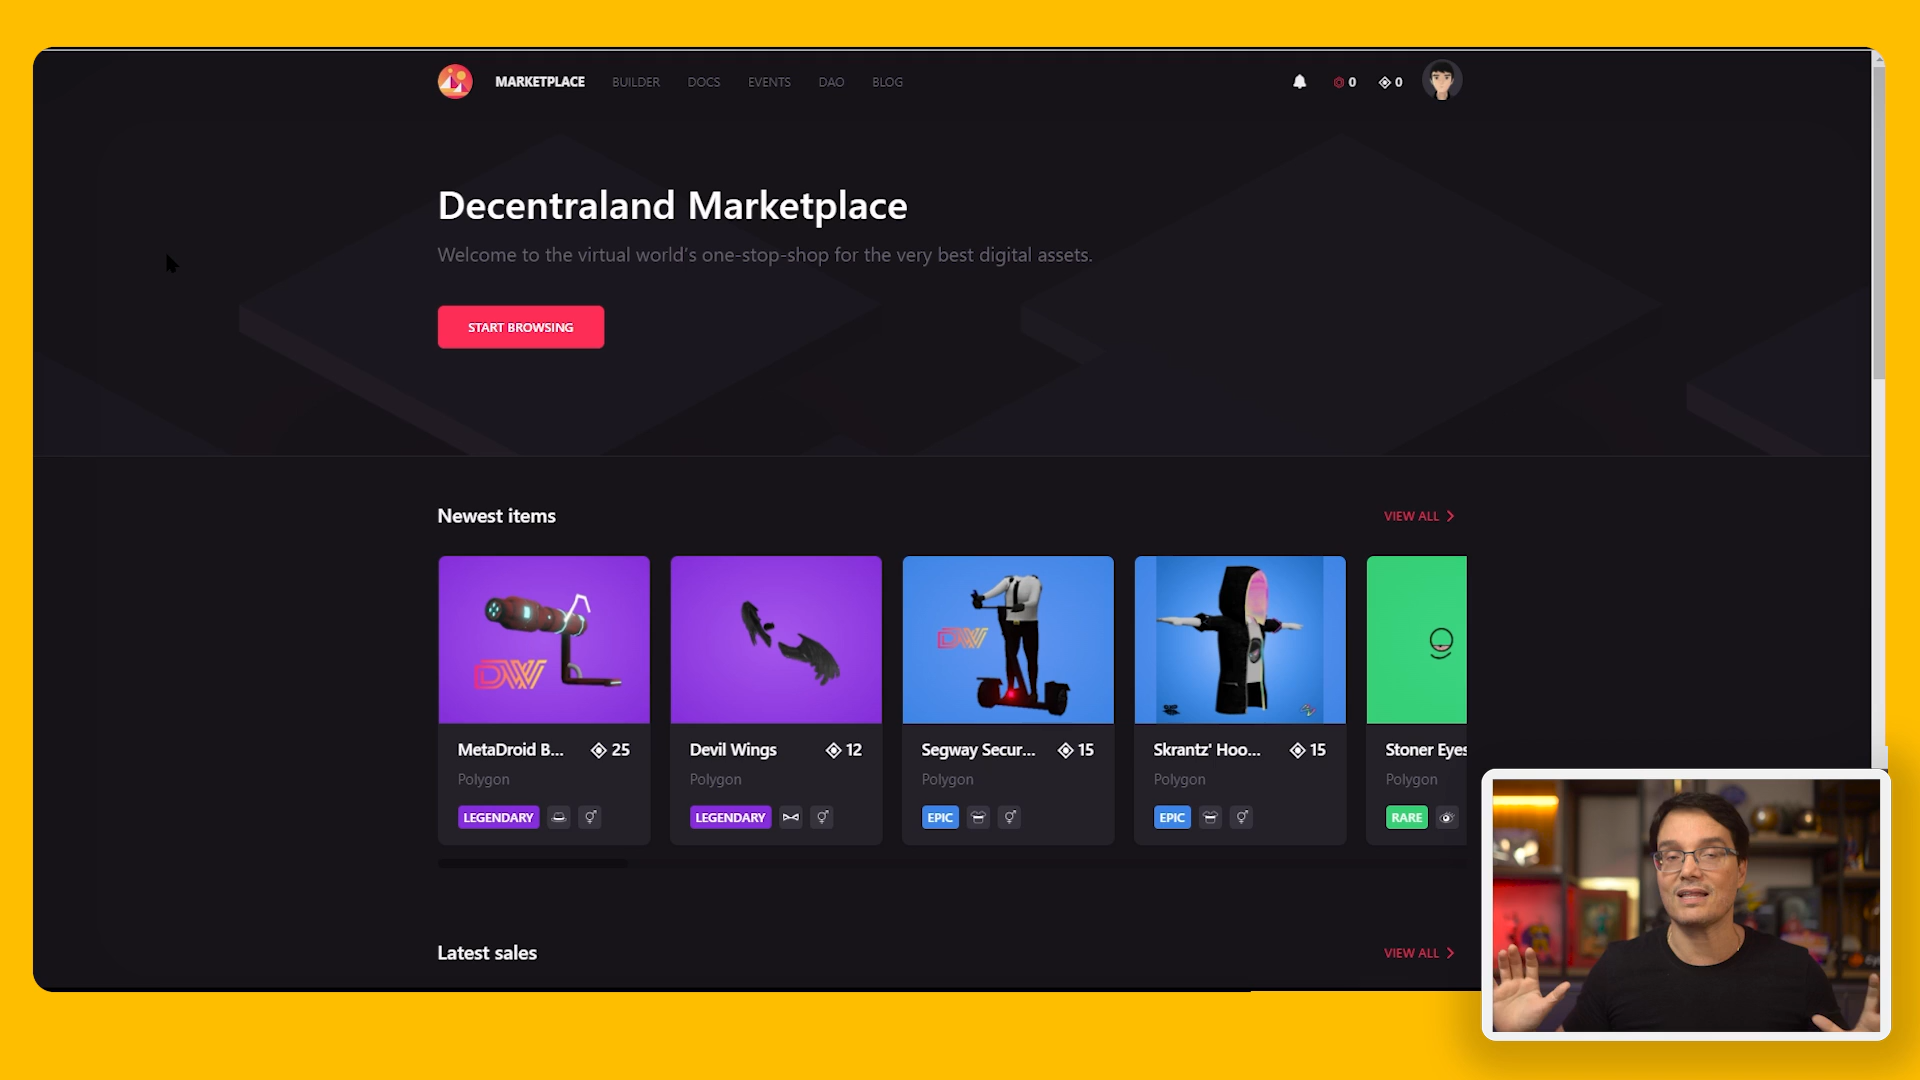 MARKETPLACE BUILDER DOCS EVENTS DAO BLOG 0 0
Decentraland Marketplace
Welcome to the virtual world's one-stop-shop for the very best digital assets.
START BROWSING
Newest items VIEW ALL
DW
DW
MetaDroid B... 25
Polygon
LEGENDARY
Devil Wings 12
Polygon
LEGENDARY
Segway Secur... 15
Polygon
EPIC
Skrantz' Hoo... 15
Polygon
EPIC
Stoner Eyes
Polygon
RARE
Latest sales VIEW ALL